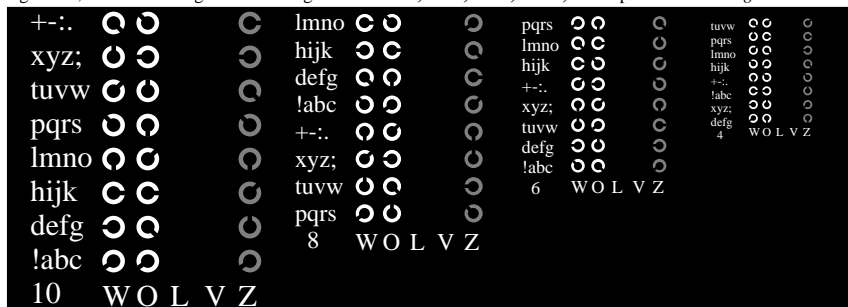 +-:.
xyz;
tuvw
pqrs
lmno
hijk
defg
!abc
10 W O L V Z
lmno
hijk
defg
!abc
+-:.
xyz;
tuvw
pqrs
8 W O L V Z
pqrs
lmno
hijk
+-:.
xyz;
tuvw
defg
!abc
6 W O L V Z
tuvw
pqrs
lmno
hijk
+-:.
!abc
xyz;
defg
4 W O L V Z